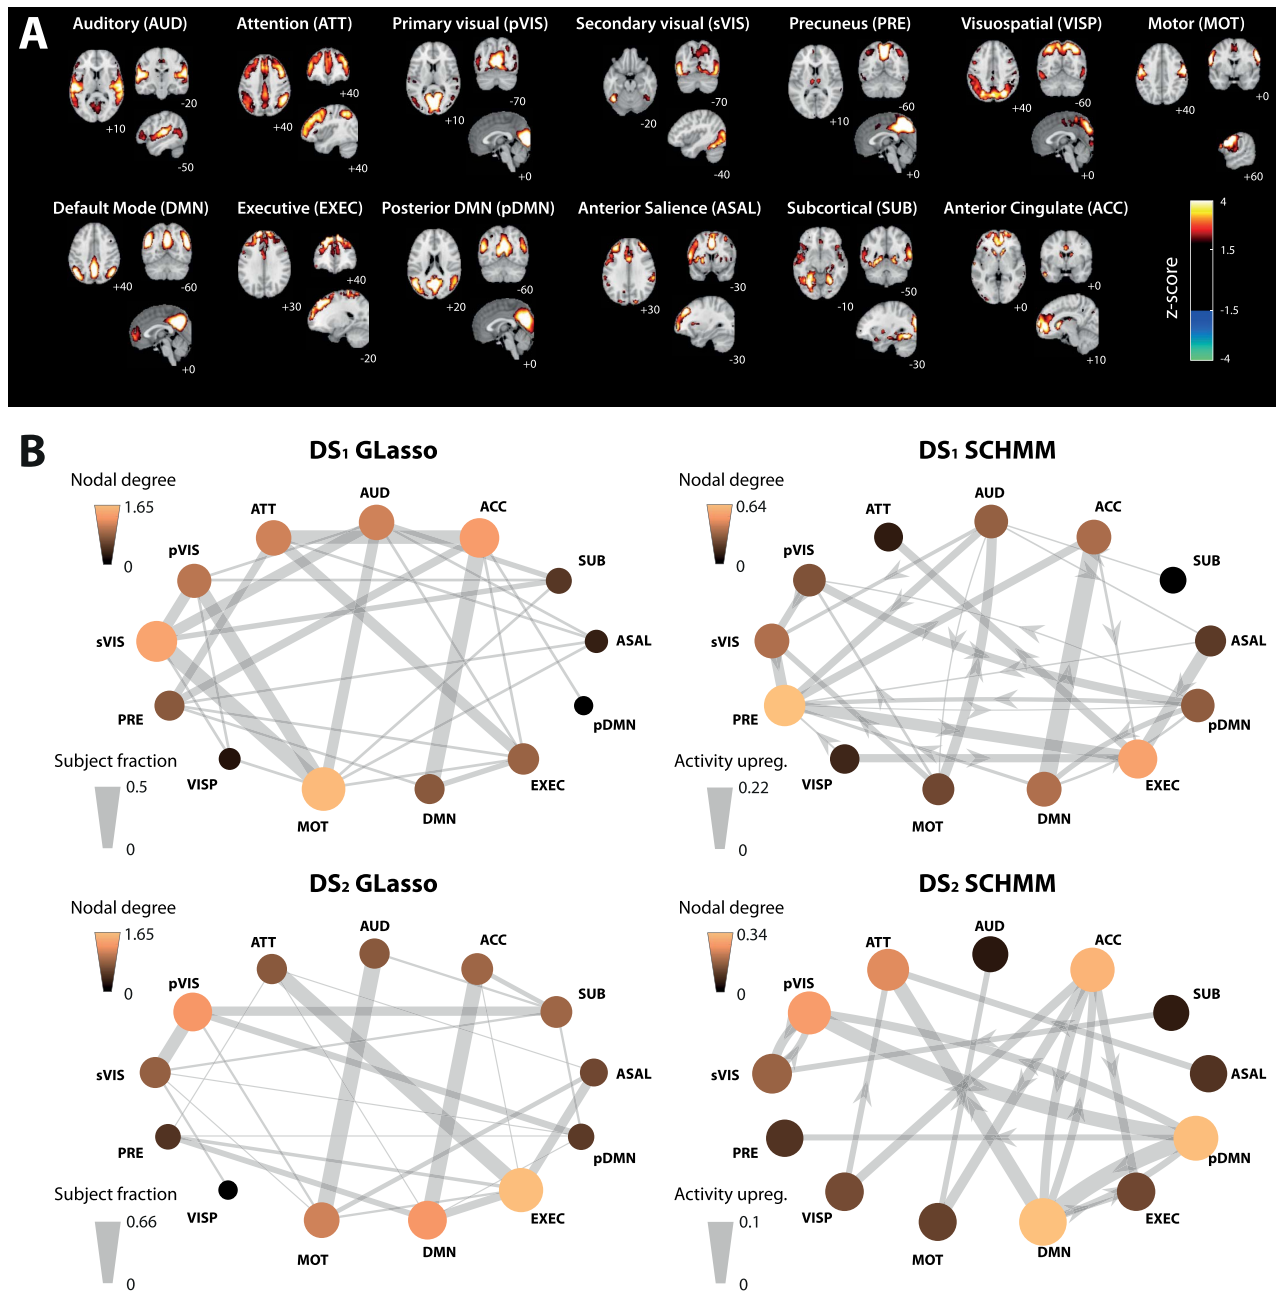 A
Auditory (AUD)
Attention (ATT)
Primary visual (pVIS)
Secondary visual (sVIS)
Precuneus (PRE)
Visuospatial (VISP)
Motor (MOT)
-20
+10
-50
+40
+40
+40
-70
+10
+0
-70
-20
-40
-60
+12
+0
+40
-60
+0
+0
+40
+60
Default Mode (DMN)
Executive (EXEC)
Posterior DMN (pDMN)
Anterior Salience (ASAL)
Subcortical (SUB)
Anterior Cingulate (ACC)
+40
-60
+0
+40
+30
-20
-60
+20
+0
-30
+30
-30
-50
-10
-30
+0
+0
+10
z-score
4
1.5
-1.5
-4
B
DS1 GLasso
Nodal degree
1.65
0
AUD
ATT
ACC
pVIS
SUB
sVIS
ASAL
PRE
pDMN
VISP
EXEC
MOT
DMN
Subject fraction
0.5
0
DS1 SCHMM
Nodal degree
0.64
0
AUD
ATT
ACC
pVIS
SUB
sVIS
ASAL
PRE
pDMN
VISP
EXEC
MOT
DMN
Activity upreg.
0.22
0
DS2 GLasso
Nodal degree
1.65
0
AUD
ATT
ACC
pVIS
SUB
sVIS
ASAL
PRE
pDMN
VISP
EXEC
MOT
DMN
Subject fraction
0.66
0
DS2 SCHMM
Nodal degree
0.34
0
AUD
ATT
ACC
pVIS
SUB
sVIS
ASAL
PRE
pDMN
VISP
EXEC
MOT
DMN
Activity upreg.
0.1
0